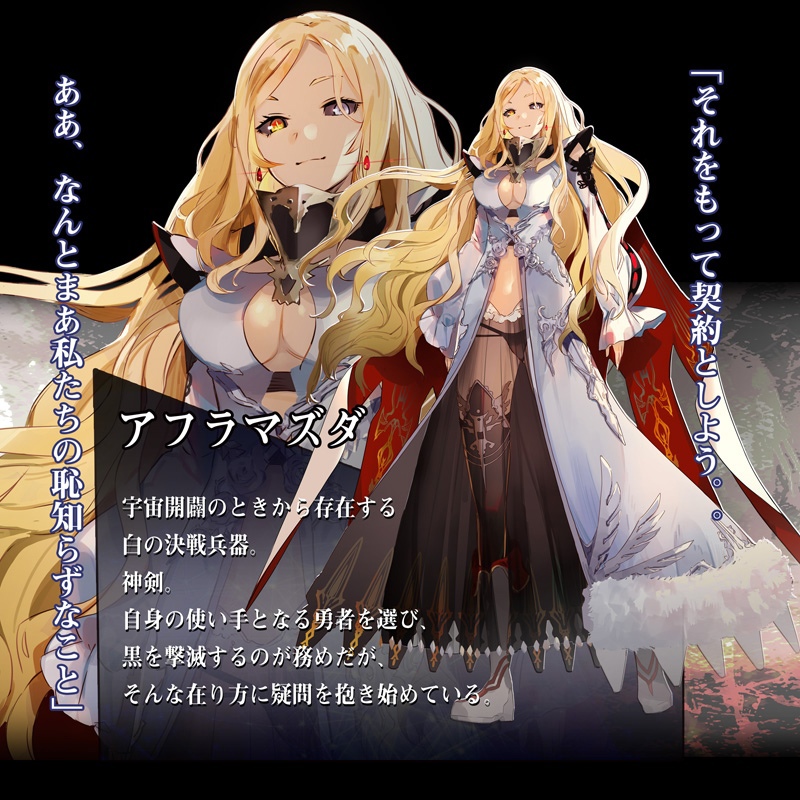 「それをもって契約としよう。。
ああ、なんとまあ私たちの恥知らずなこと」
アフラマズダ
宇宙開闢のときから存在する
白の決戦兵器。
神剣。
自身の使い手となる勇者を選び、
黒を撃滅するのが務めだが、
そんな在り方に疑問を抱き始めている。